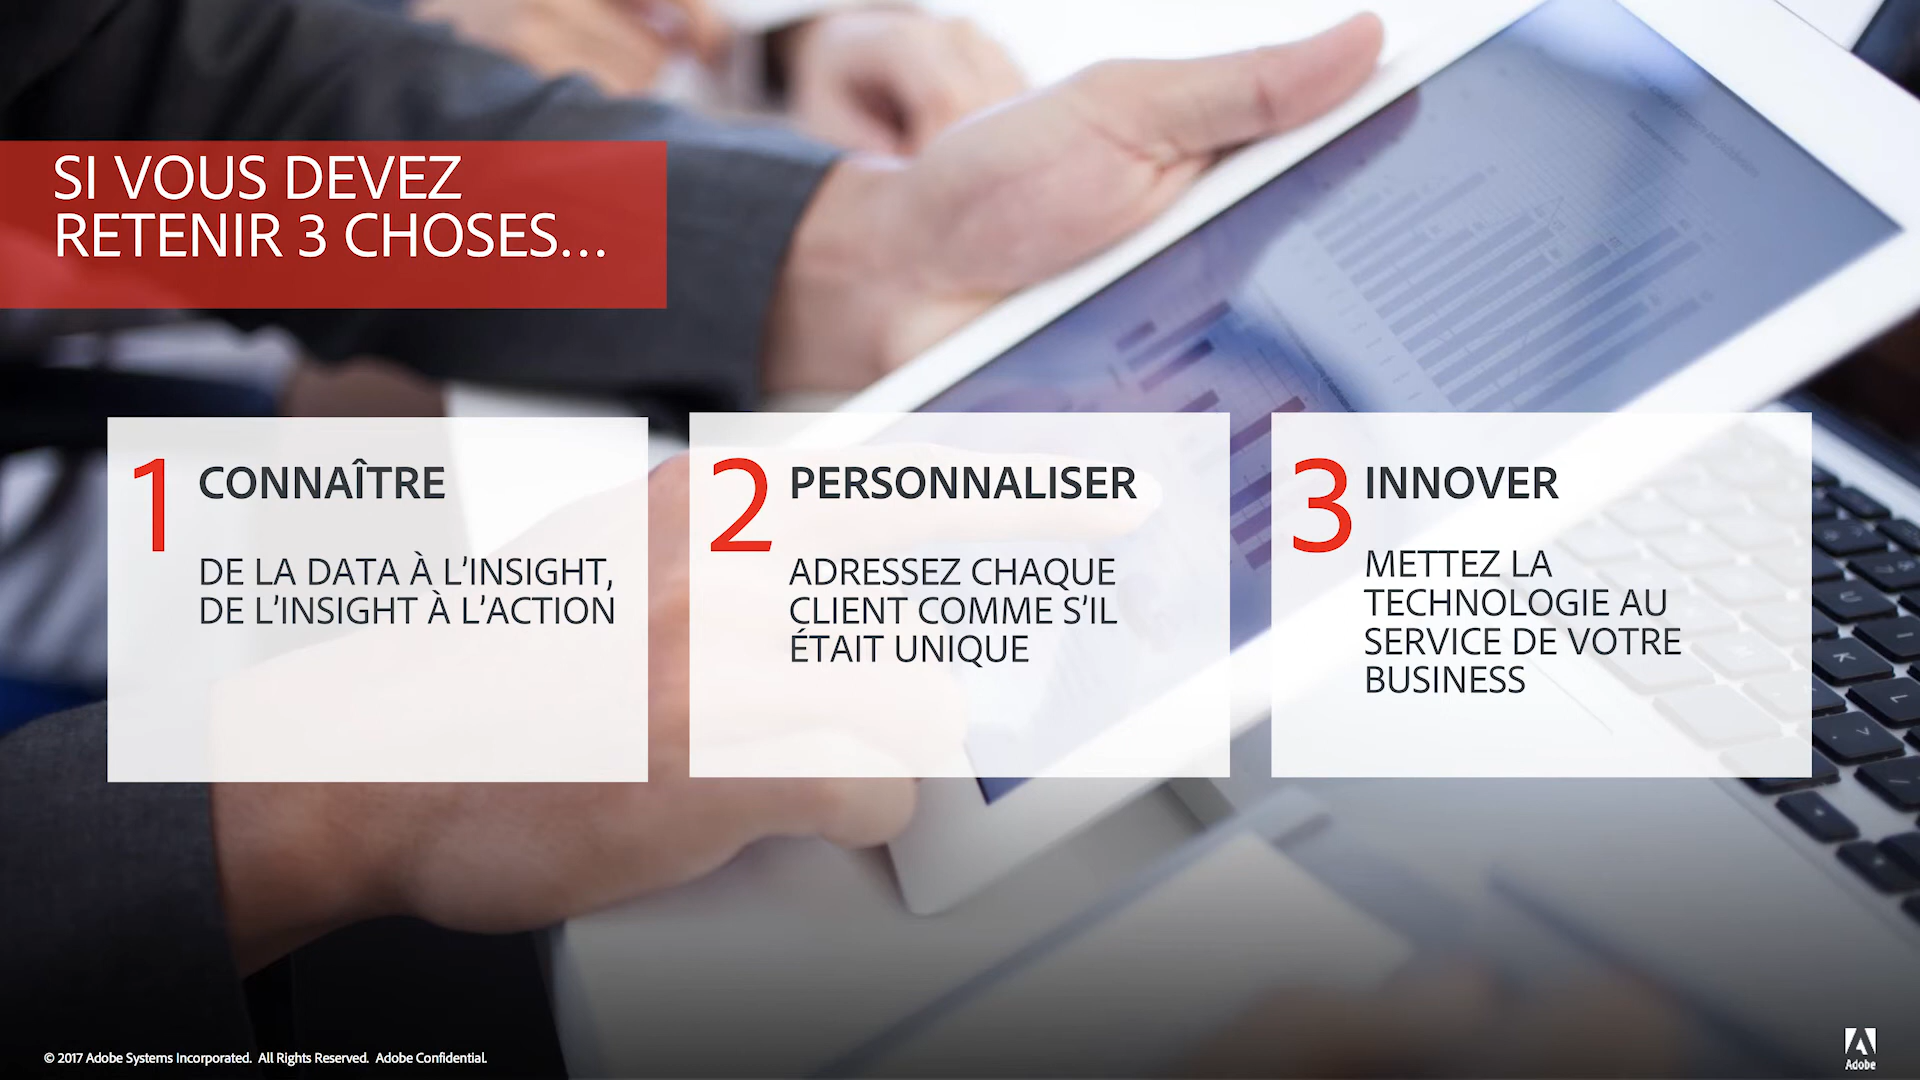 SI VOUS DEVEZ
RETENIR 3 CHOSES...
1 CONNAÎTRE
DE LA DATA À L'INSIGHT,
DE L'INSIGHT À L'ACTION
2 PERSONNALISER
ADRESSEZ CHAQUE
CLIENT COMME S'IL
ÉTAIT UNIQUE
3 INNOVER
METTEZ LA
TECHNOLOGIE AU
SERVICE DE VOTRE
BUSINESS
© 2017 Adobe Systems Incorporated. All Rights Reserved. Adobe Confidential.
Adobe